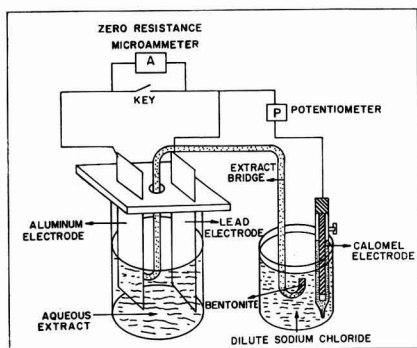 ZERO RESISTANCE
MICROAMMETER
A
KEY
P
POTENTIOMETER
EXTRACT
BRIDGE
ALUMINUM
ELECTRODE
LEAD
ELECTRODE
CALOMEL
ELECTRODE
BENTONITE
AQUEOUS
EXTRACT
DILUTE SODIUM CHLORIDE